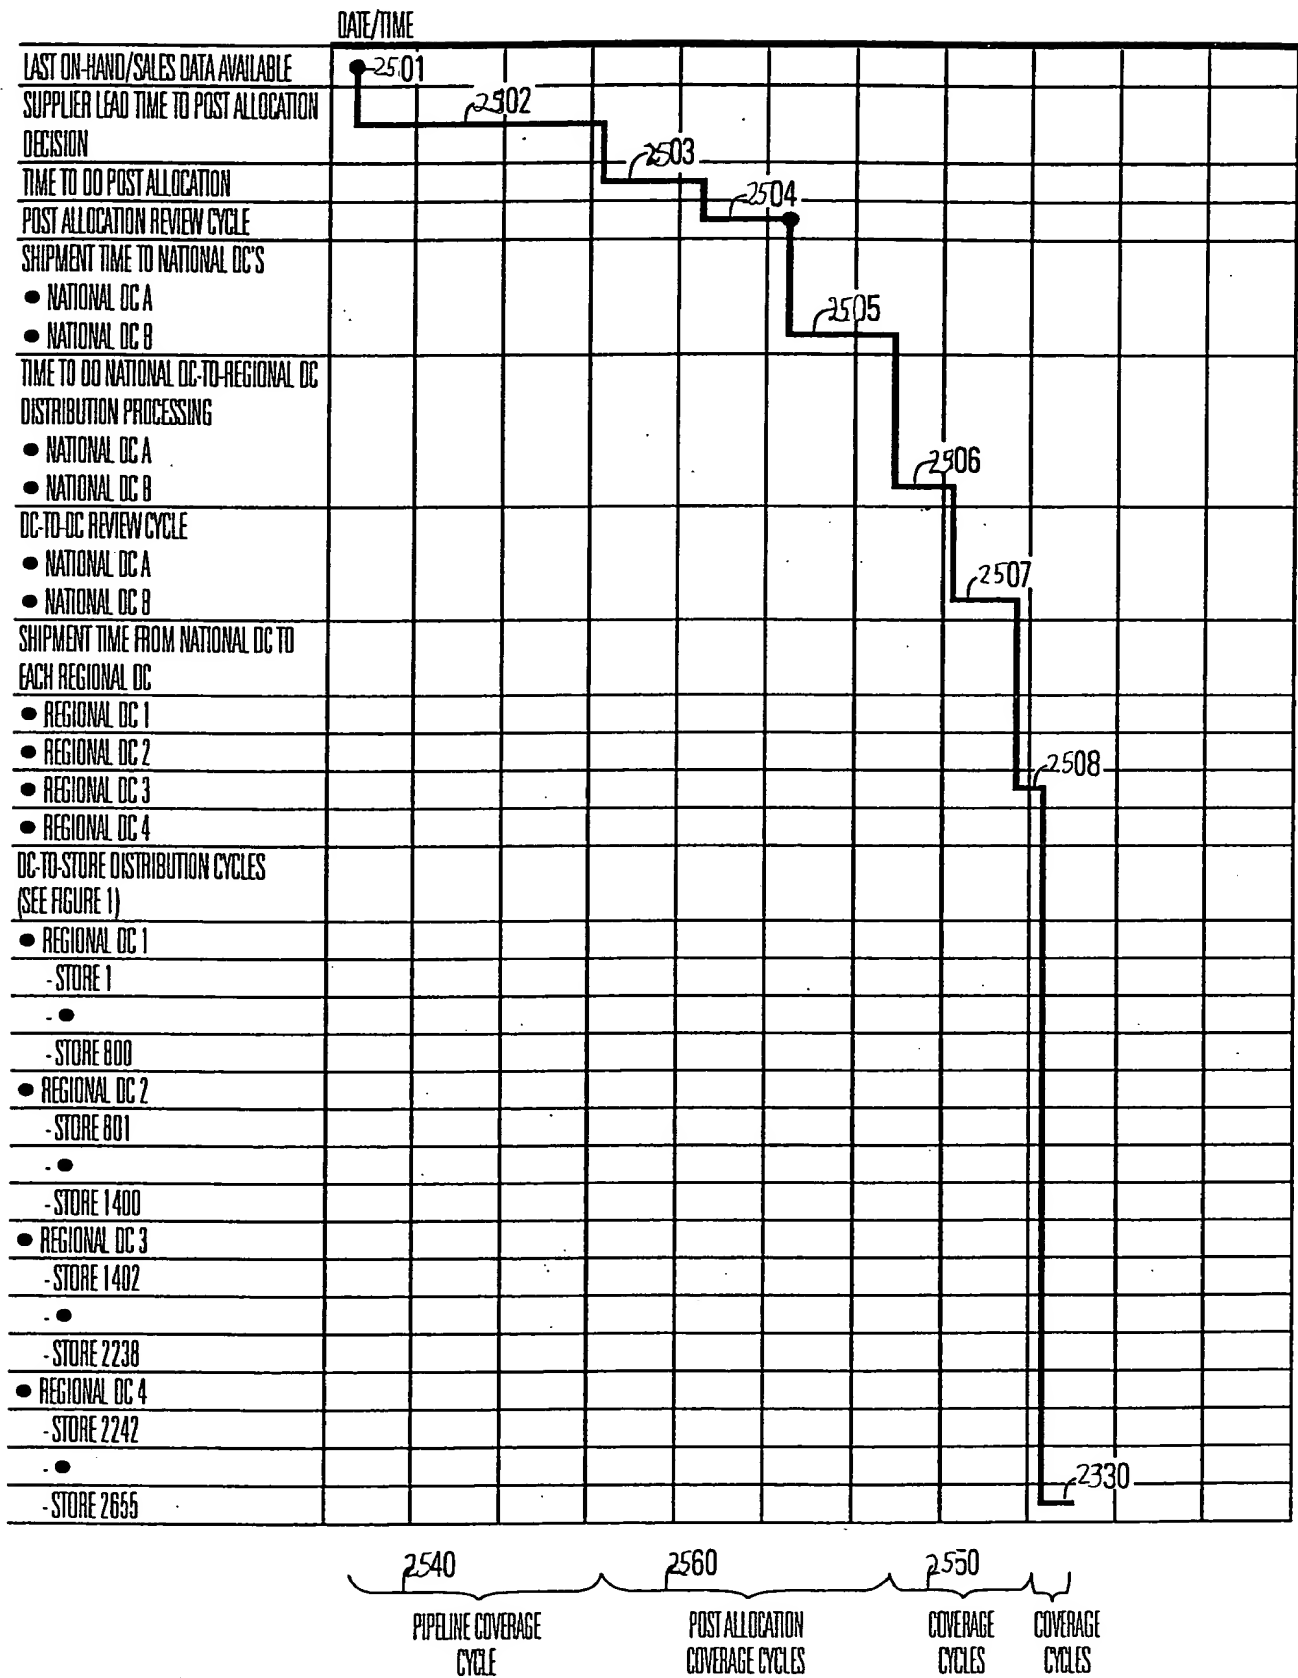 DATE/TIME
LAST ON-HAND/SALES DATA AVAILABLE
2501
SUPPLIER LEAD TIME TO POST ALLOCATION
DECISION
2502
TIME TO DO POST ALLOCATION
2503
POST ALLOCATION REVIEW CYCLE
2504
SHIPMENT TIME TO NATIONAL DC'S
● NATIONAL DC A
● NATIONAL DC B
2505
TIME TO DO NATIONAL DC-TO-REGIONAL DC
DISTRIBUTION PROCESSING
● NATIONAL DC A
● NATIONAL DC B
2506
DC-TO-DC REVIEW CYCLE
● NATIONAL DC A
● NATIONAL DC B
2507
SHIPMENT TIME FROM NATIONAL DC TO
EACH REGIONAL DC
● REGIONAL DC 1
● REGIONAL DC 2
● REGIONAL DC 3
2508
● REGIONAL DC 4
DC-TO-STORE DISTRIBUTION CYCLES
(SEE FIGURE 1)
● REGIONAL DC 1
- STORE 1
- ●
- STORE 800
● REGIONAL DC 2
- STORE 801
- ●
- STORE 1400
● REGIONAL DC 3
- STORE 1402
- ●
- STORE 2238
● REGIONAL DC 4
- STORE 2242
- ●
- STORE 2655
2330
2540
PIPELINE COVERAGE
CYCLE
2560
POST ALLOCATION
COVERAGE CYCLES
2550
COVERAGE
CYCLES
COVERAGE
CYCLES